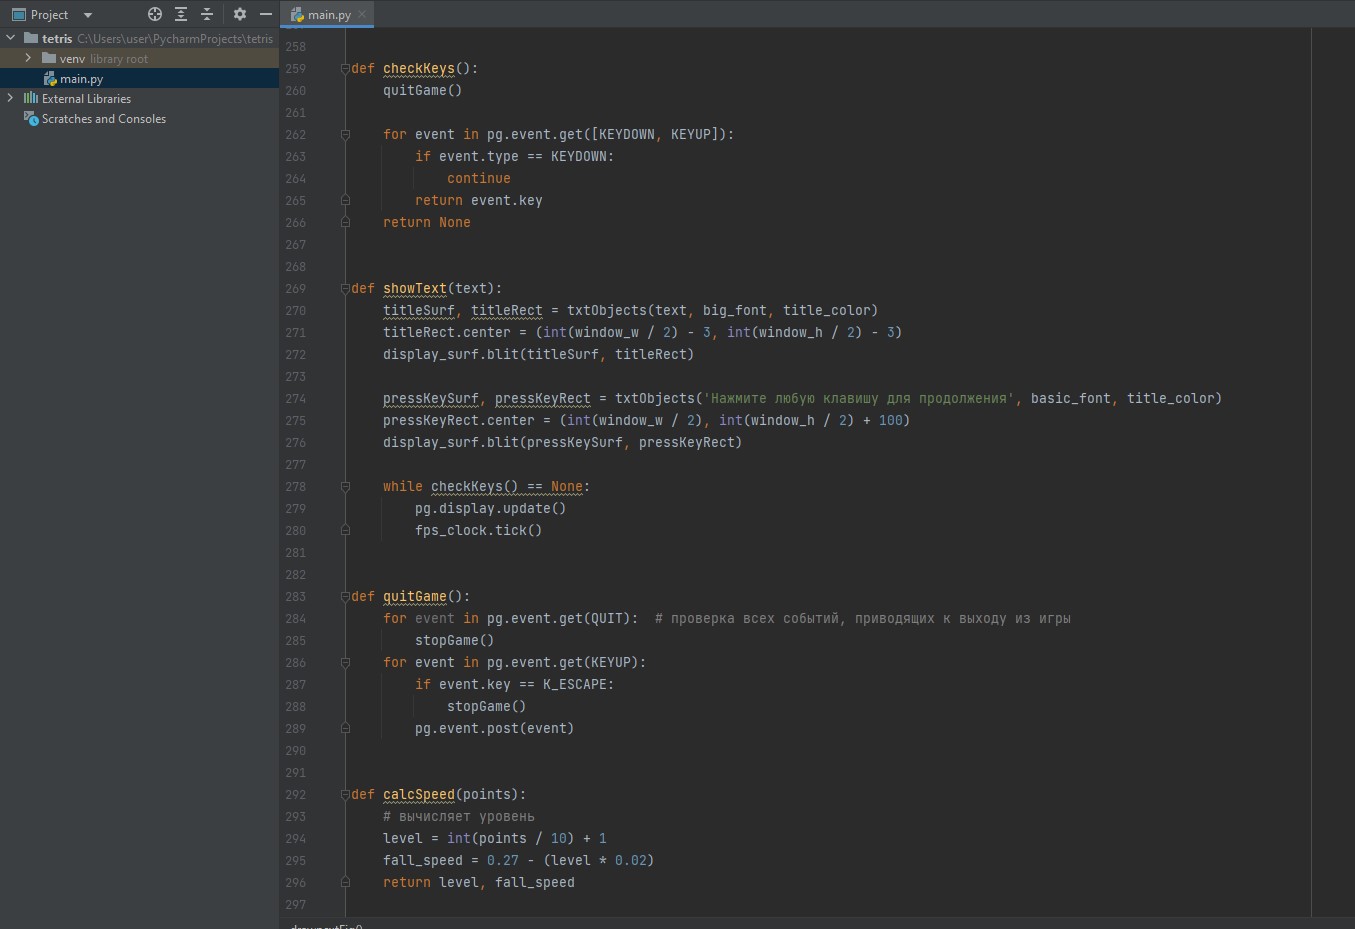 Project
main.py
tetris C:\Users\user\PycharmProjects\tetris
venv library root
main.py
External Libraries
Scratches and Consoles
258
259 def checkKeys():
260     quitGame()
261
262     for event in pg.event.get([KEYDOWN, KEYUP]):
263         if event.type == KEYDOWN:
264             continue
265         return event.key
266     return None
267
268
269 def showText(text):
270     titleSurf, titleRect = txtObjects(text, big_font, title_color)
271     titleRect.center = (int(window_w / 2) - 3, int(window_h / 2) - 3)
272     display_surf.blit(titleSurf, titleRect)
273
274     pressKeySurf, pressKeyRect = txtObjects('Нажмите любую клавишу для продолжения', basic_font, title_color)
275     pressKeyRect.center = (int(window_w / 2), int(window_h / 2) + 100)
276     display_surf.blit(pressKeySurf, pressKeyRect)
277
278     while checkKeys() == None:
279         pg.display.update()
280         fps_clock.tick()
281
282
283 def quitGame():
284     for event in pg.event.get(QUIT):  # проверка всех событий, приводящих к выходу из игры
285         stopGame()
286     for event in pg.event.get(KEYUP):
287         if event.key == K_ESCAPE:
288             stopGame()
289         pg.event.post(event)
290
291
292 def calcSpeed(points):
293     # вычисляет уровень
294     level = int(points / 10) + 1
295     fall_speed = 0.27 - (level * 0.02)
296     return level, fall_speed
297